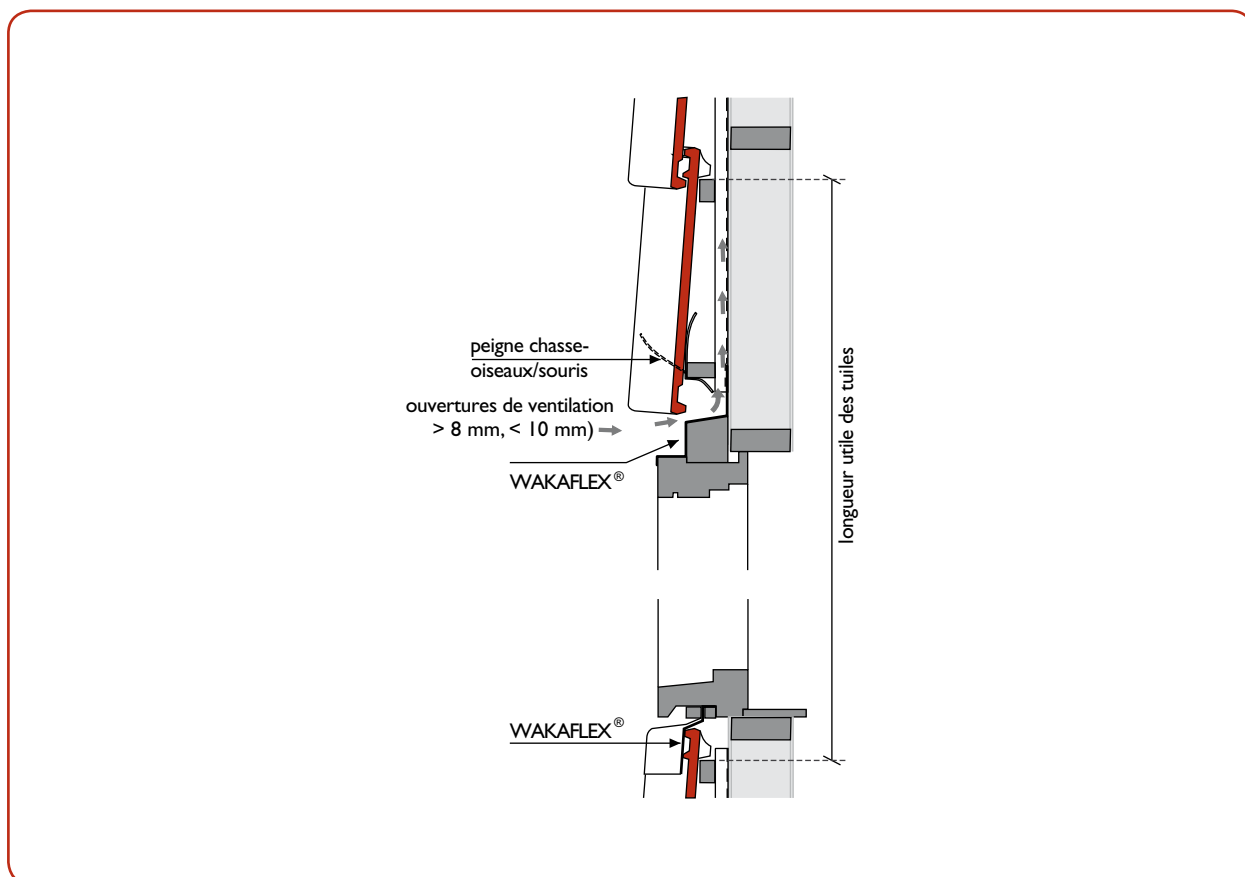 peigne chasse-
oiseaux/souris
ouvertures de ventilation
> 8 mm, < 10 mm)
WAKAFLEX®
longueur utile des tuiles
WAKAFLEX®